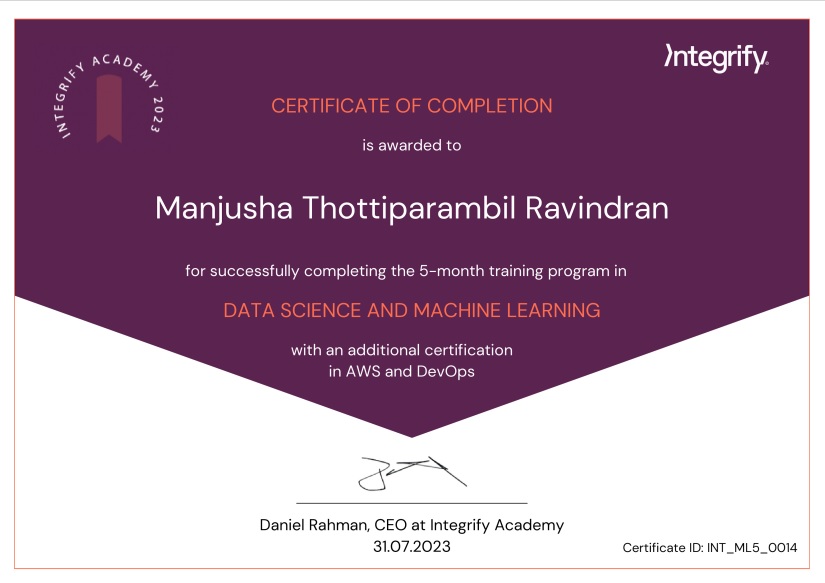 INTEGRIFY ACADEMY 2023
Integrify
CERTIFICATE OF COMPLETION
is awarded to
Manjusha Thottiparambil Ravindran
for successfully completing the 5-month training program in
DATA SCIENCE AND MACHINE LEARNING
with an additional certification
in AWS and DevOps
Daniel Rahman, CEO at Integrify Academy
31.07.2023
Certificate ID: INT_ML5_0014